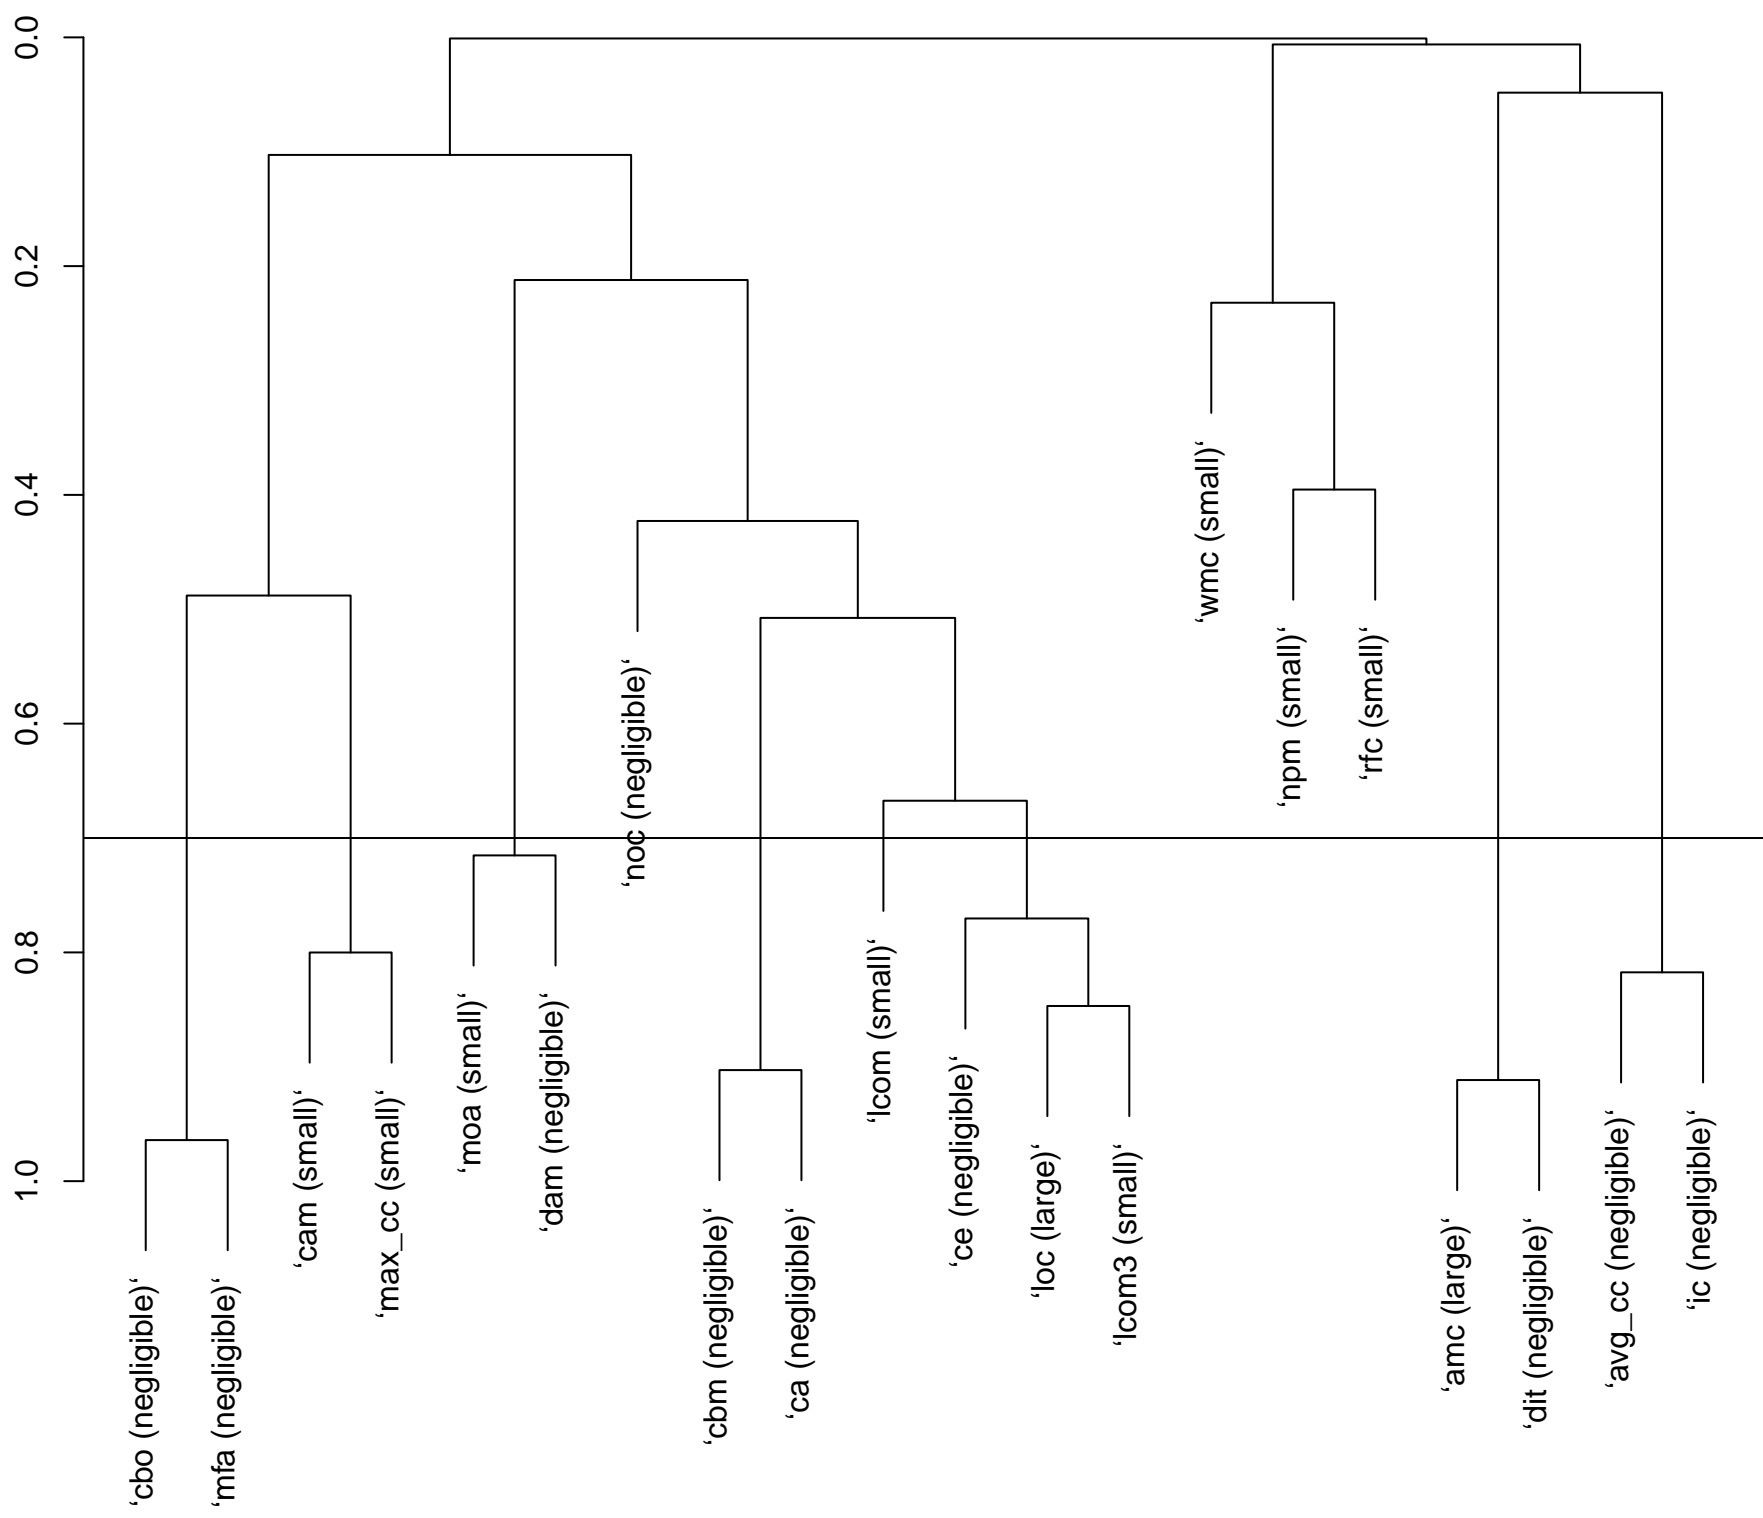 0.0
0.2
0.4
0.6
0.8
1.0
‘cbo (negligible)‘
‘mfa (negligible)‘
‘cam (small)‘
‘max_cc (small)‘
‘moa (small)‘
‘dam (negligible)‘
‘noc (negligible)‘
‘cbm (negligible)‘
‘ca (negligible)‘
‘lcom (small)‘
‘ce (negligible)‘
‘loc (large)‘
‘lcom3 (small)‘
‘wmc (small)‘
‘npm (small)‘
‘rfc (small)‘
‘amc (large)‘
‘dit (negligible)‘
‘avg_cc (negligible)‘
‘ic (negligible)‘